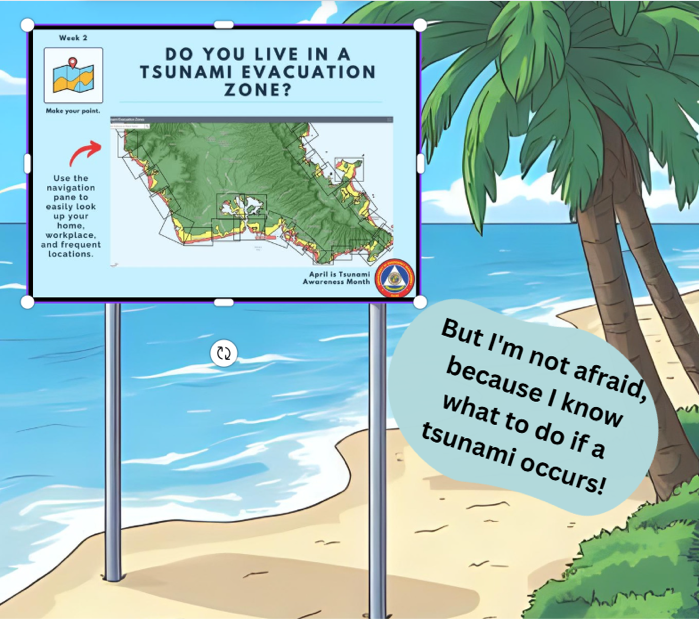 Week 2
DO YOU LIVE IN A
TSUNAMI EVACUATION
ZONE?
Make your point.
Use the
navigation
pane to
easily look
up your
home,
workplace,
and frequent
locations.
April is Tsunami
Awareness Month
But I'm not afraid,
because I know
what to do if a
tsunami occurs!